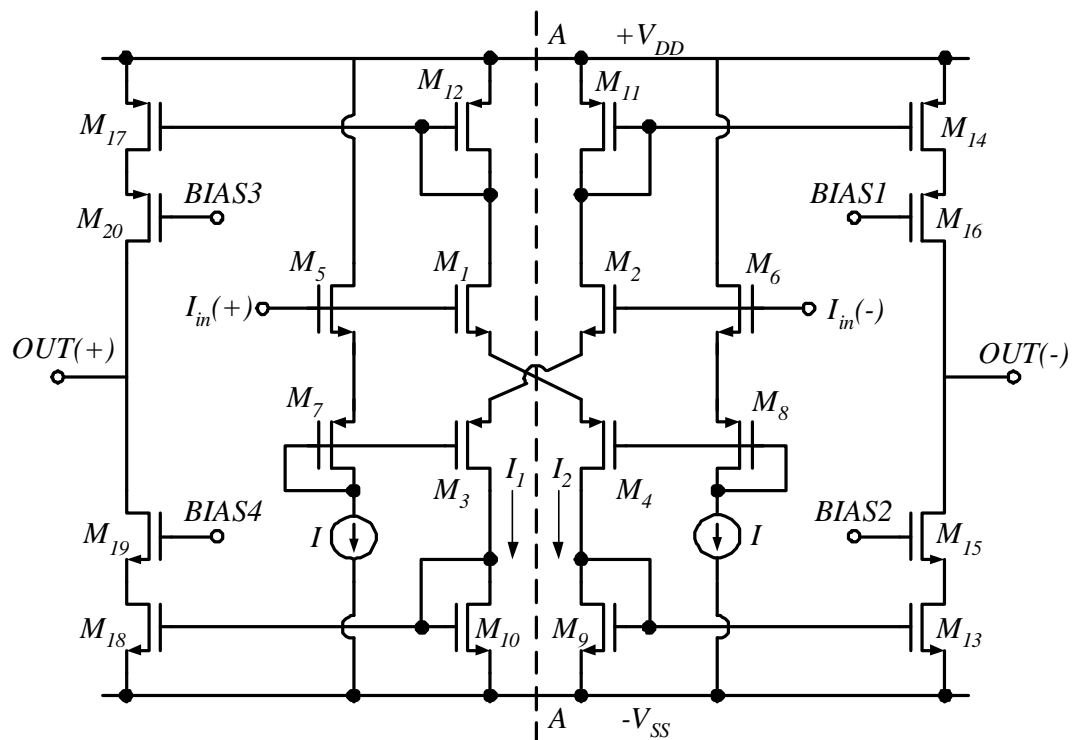 A +V_DD
M_12 M_11
M_17 M_14
BIAS3 BIAS1
M_20 M_16
M_5 M_1 M_2 M_6
I_in(+) I_in(-)
OUT(+) OUT(-)
M_7 M_8
I_1 I_2
M_3 M_4
BIAS4 BIAS2
M_19 I I M_15
M_18 M_10 M_9 M_13
A -V_SS